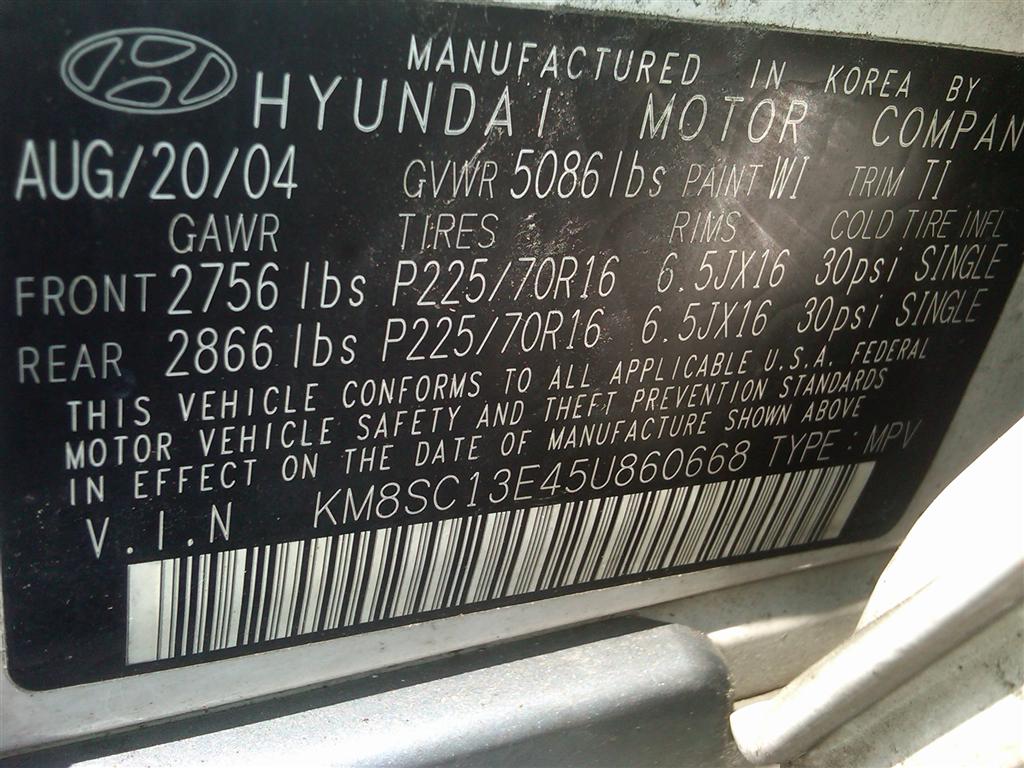 MANUFACTURED IN KOREA BY
HYUNDAI MOTOR COMPAN
AUG/20/04 GVWR 5086lbs PAINT WI TRIM TI
GAWR TIRES RIMS COLD TIRE INFL
FRONT 2756 lbs P225/70R16 6.5JX16 30psi SINGLE
REAR 2866 lbs P225/70R16 6.5JX16 30psi SINGLE
THIS VEHICLE CONFORMS TO ALL APPLICABLE U.S.A. FEDERAL
MOTOR VEHICLE SAFETY AND THEFT PREVENTION STANDARDS
IN EFFECT ON THE DATE OF MANUFACTURE SHOWN ABOVE
V.I.N KM8SC13E45U860668 TYPE : MPV